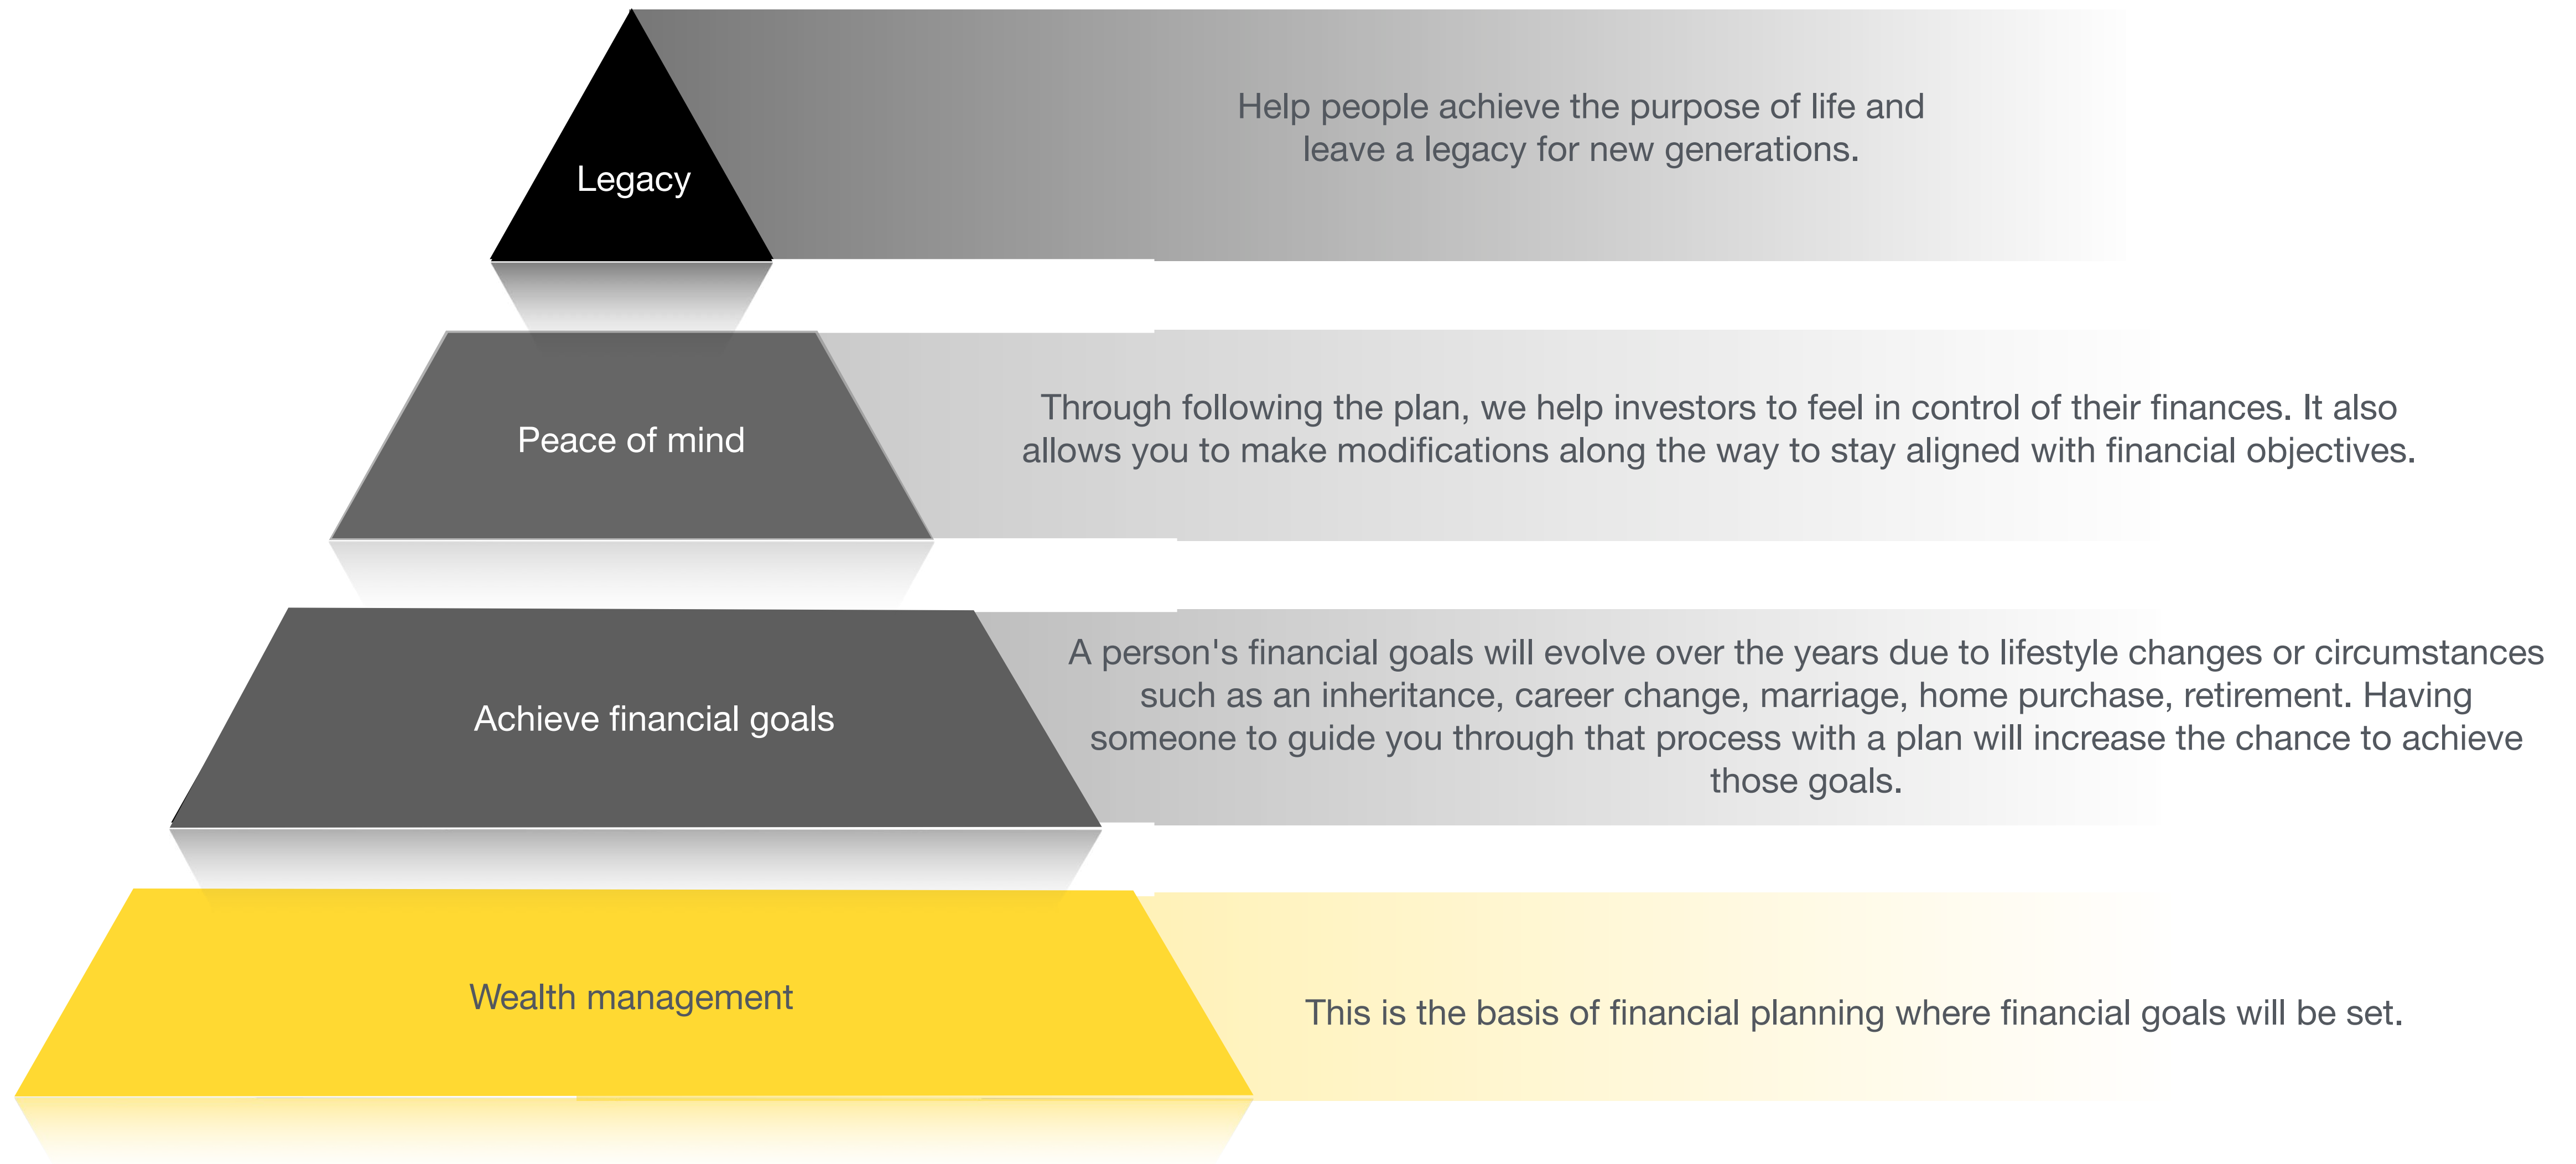 Legacy
Help people achieve the purpose of life and
leave a legacy for new generations.
Peace of mind
Through following the plan, we help investors to feel in control of their finances. It also
allows you to make modifications along the way to stay aligned with financial objectives.
Achieve financial goals
A person's financial goals will evolve over the years due to lifestyle changes or circumstances
such as an inheritance, career change, marriage, home purchase, retirement. Having
someone to guide you through that process with a plan will increase the chance to achieve
those goals.
Wealth management
This is the basis of financial planning where financial goals will be set.